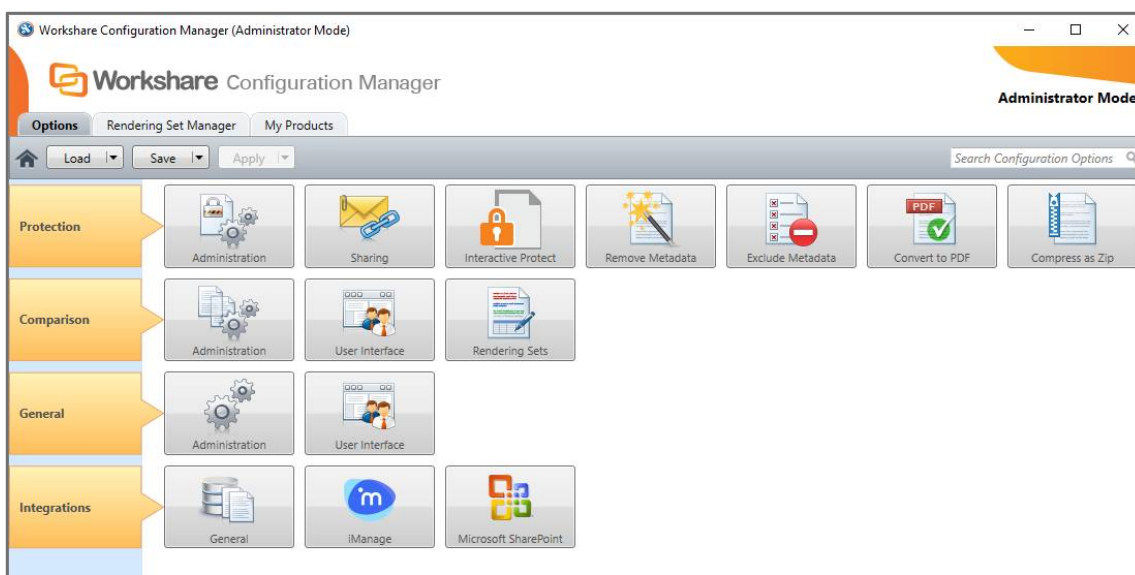 Workshare Configuration Manager (Administrator Mode)
Workshare Configuration Manager
Administrator Mode
Options Rendering Set Manager My Products
Load Save Apply Search Configuration Options
Protection
PDF
Administration Sharing Interactive Protect Remove Metadata Exclude Metadata Convert to PDF Compress as Zip
Comparison
Administration User Interface Rendering Sets
General
Administration User Interface
Integrations
m
General iManage Microsoft SharePoint